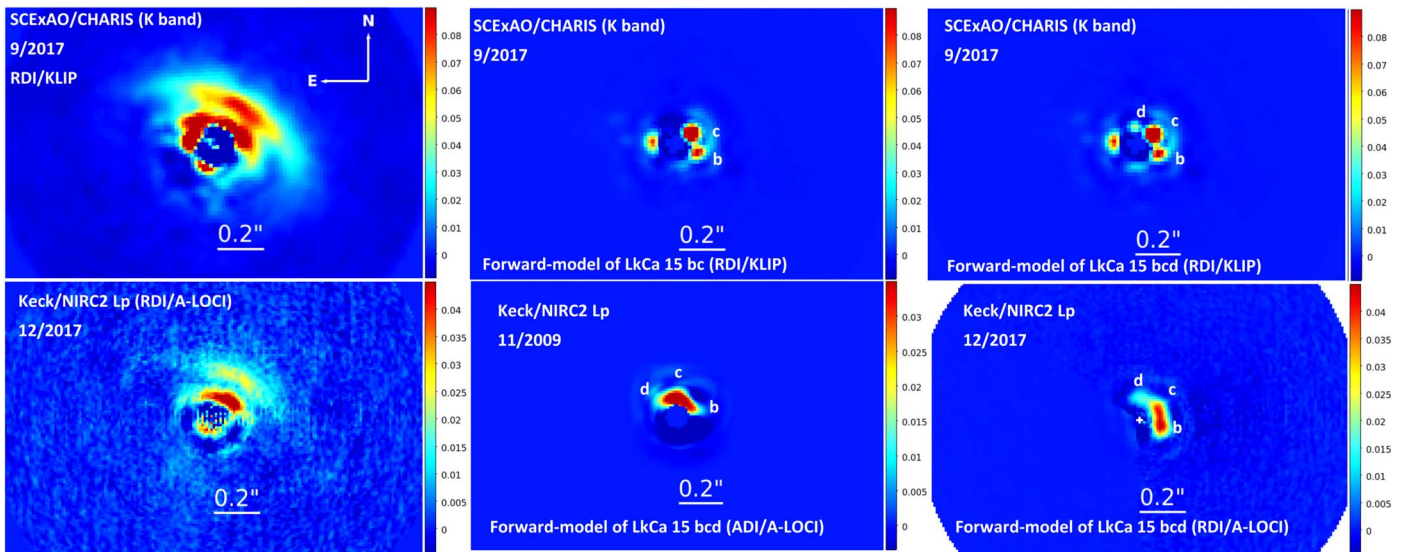 SCExAO/CHARIS (K band)
9/2017
RDI/KLIP
N
E
0.2"
0.08
0.07
0.06
0.05
0.04
0.03
0.02
0.01
0
SCExAO/CHARIS (K band)
9/2017
c
b
0.2"
Forward-model of LkCa 15 bc (RDI/KLIP)
0.08
0.07
0.06
0.05
0.04
0.03
0.02
0.01
0
SCExAO/CHARIS (K band)
9/2017
d
c
b
0.2"
Forward-model of LkCa 15 bcd (RDI/KLIP)
0.08
0.07
0.06
0.05
0.04
0.03
0.02
0.01
0
Keck/NIRC2 Lp (RDI/A-LOCI)
12/2017
0.2"
0.04
0.035
0.03
0.025
0.02
0.015
0.01
0.005
0
Keck/NIRC2 Lp
11/2009
c
d
b
0.2"
Forward-model of LkCa 15 bcd (ADI/A-LOCI)
0.03
0.025
0.02
0.015
0.01
0.005
0
Keck/NIRC2 Lp
12/2017
d
c
b
0.2"
Forward-model of LkCa 15 bcd (RDI/A-LOCI)
0.04
0.035
0.03
0.025
0.02
0.015
0.01
0.005
0